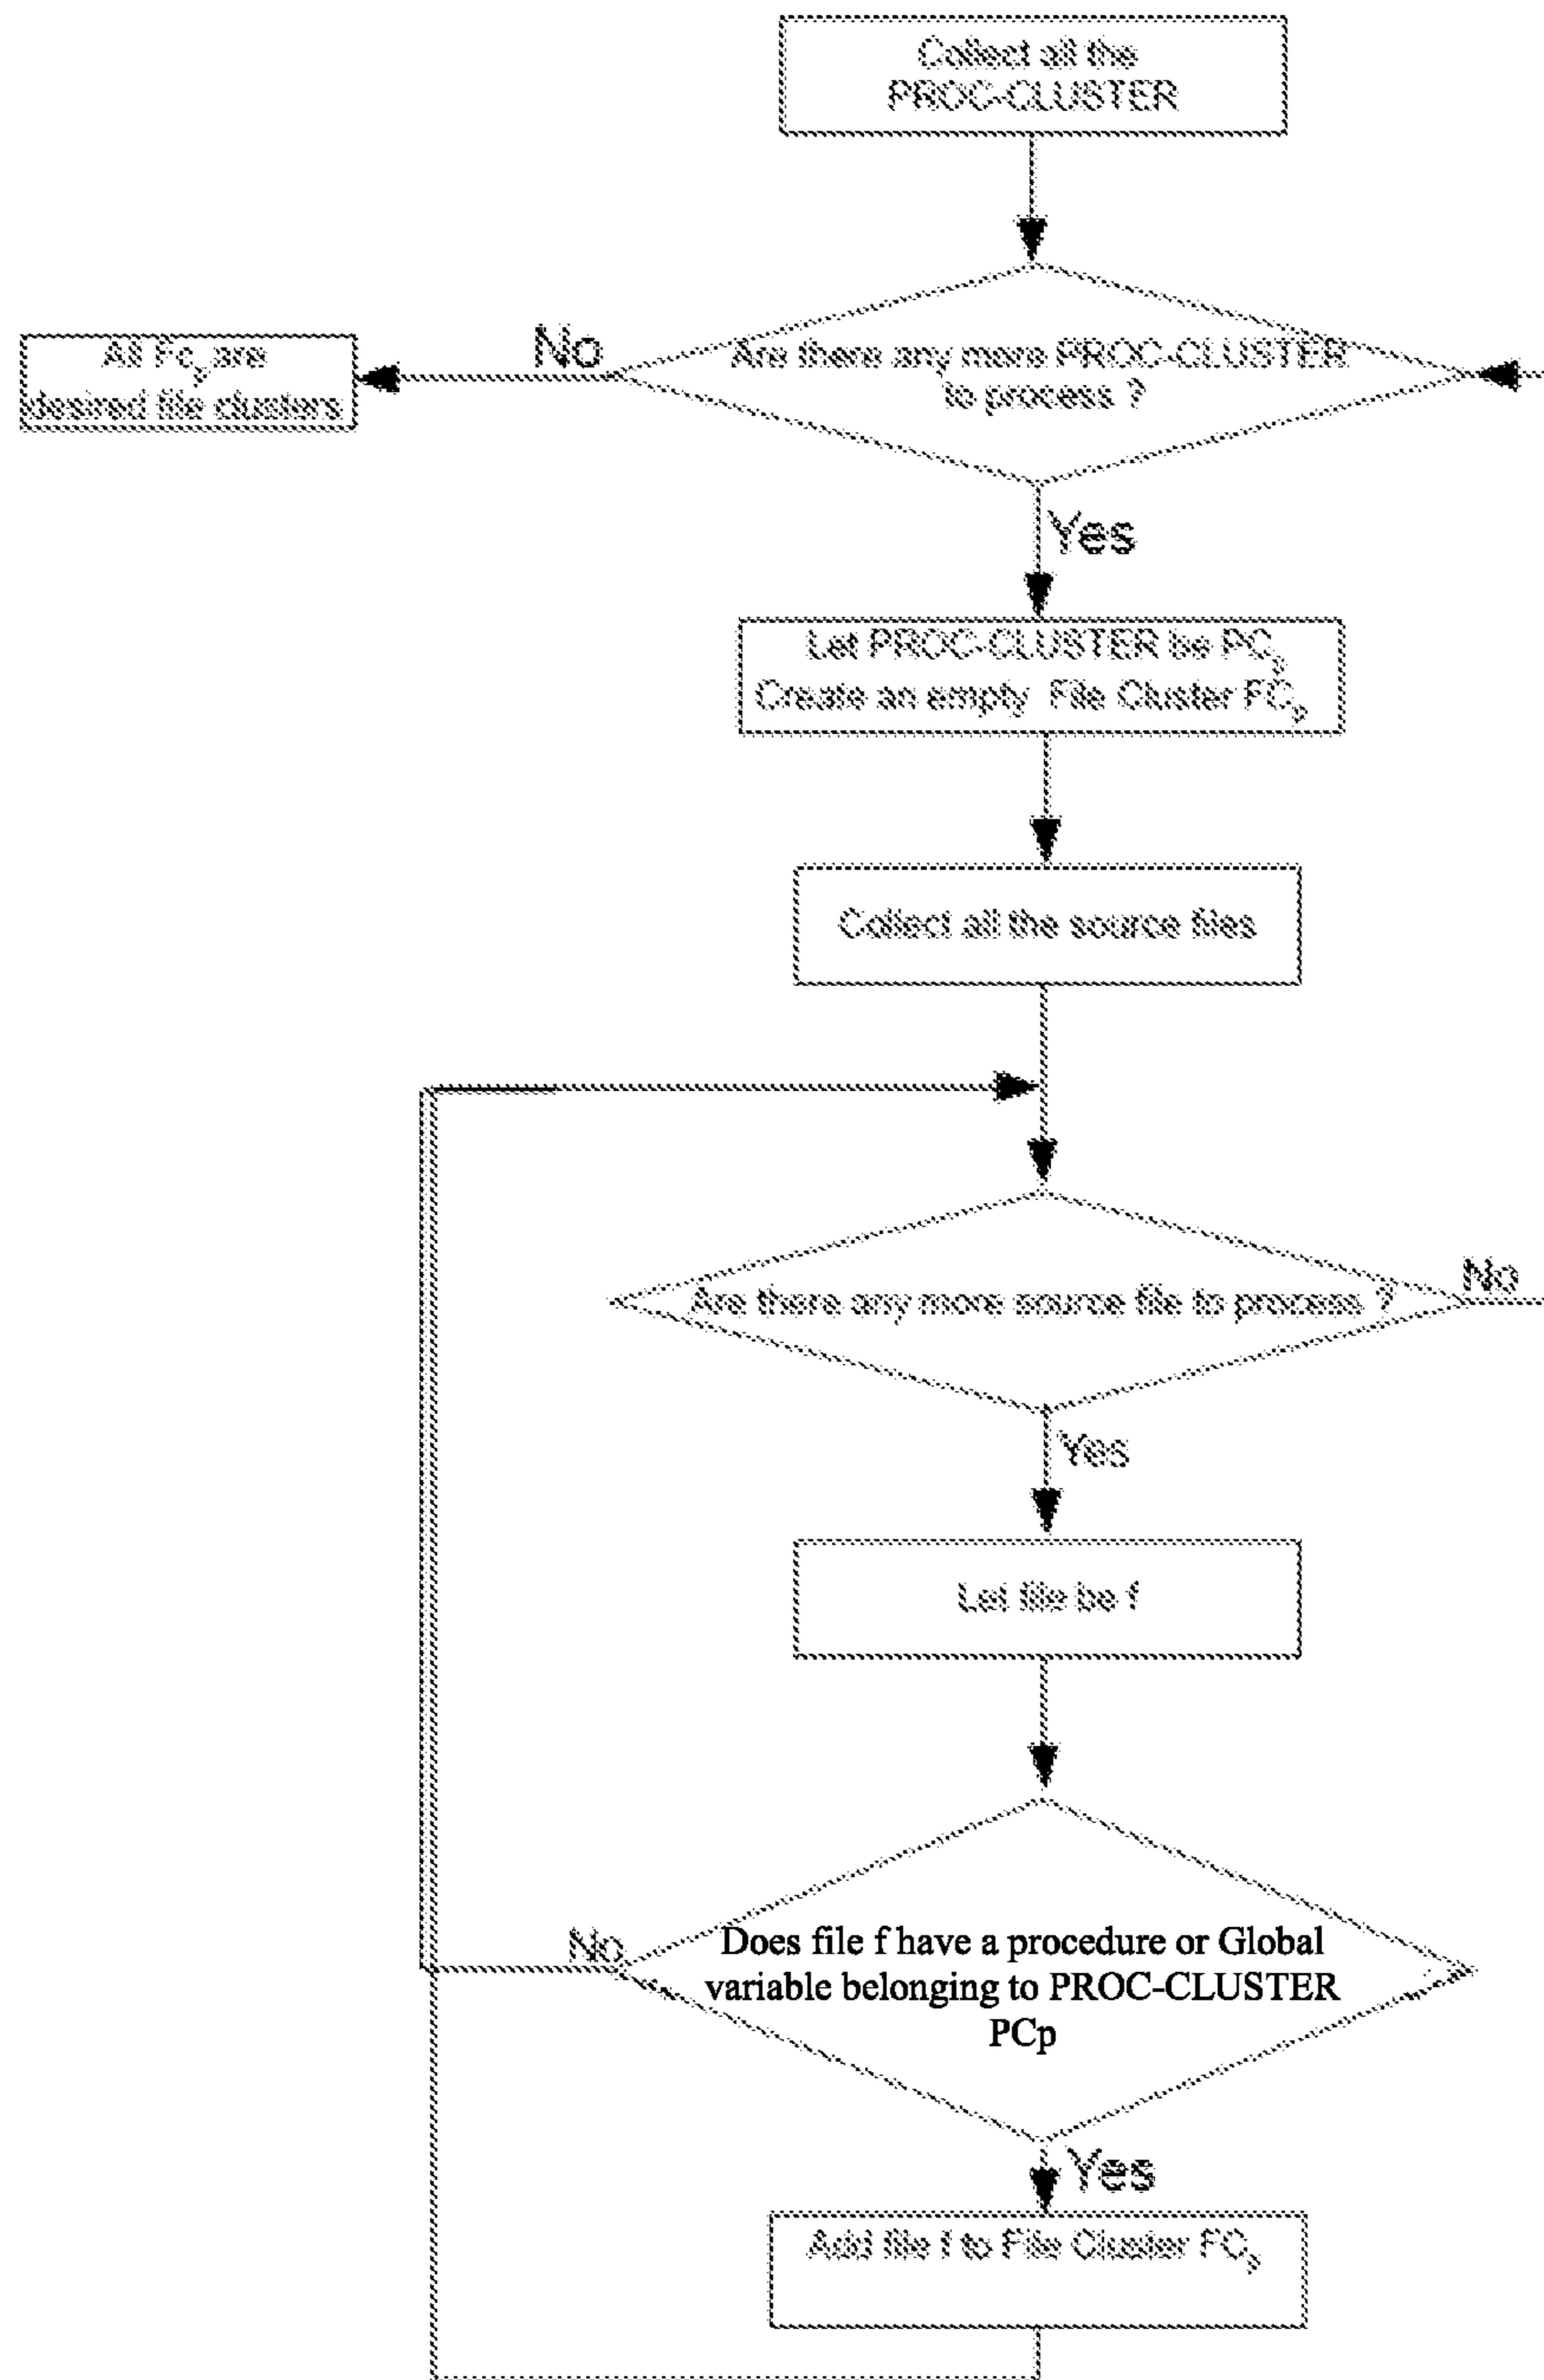 Collect all the
PROC-CLUSTER
Are there any more PROC-CLUSTER
to process ?
No
All Fcp are
desired file clusters
Yes
Let PROC-CLUSTER be PCp
Create an empty File Cluster FCp
Collect all the source files
Are there any more source file to process ?
No
Yes
Let file be f
Does file f have a procedure or Global
variable belonging to PROC-CLUSTER
PCp
No
Yes
Add file f to File Cluster FCp